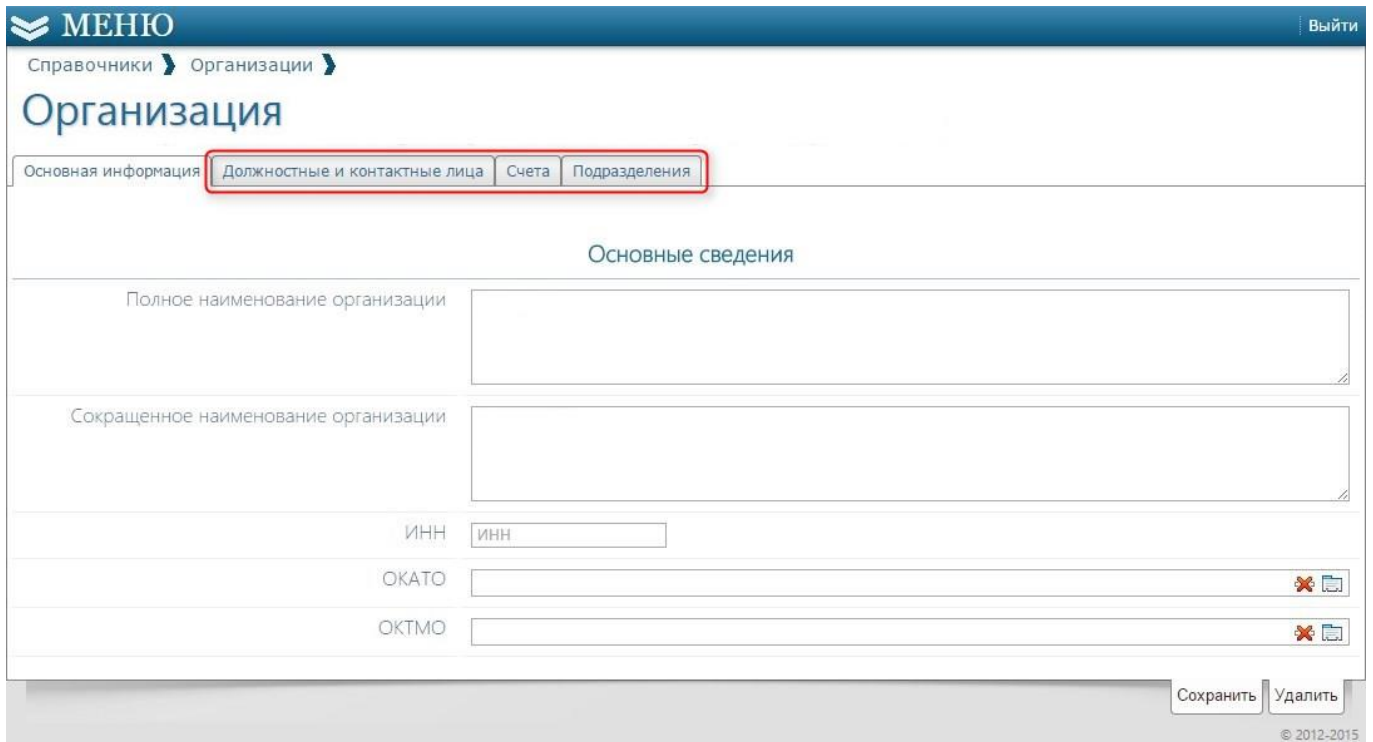 МЕНЮ
Выйти
Справочники Организации
Организация
Основная информация Должностные и контактные лица Счета Подразделения
Основные сведения
Полное наименование организации
Сокращенное наименование организации
ИНН ИНН
ОКАТО
ОКТМО
Сохранить Удалить
© 2012-2015